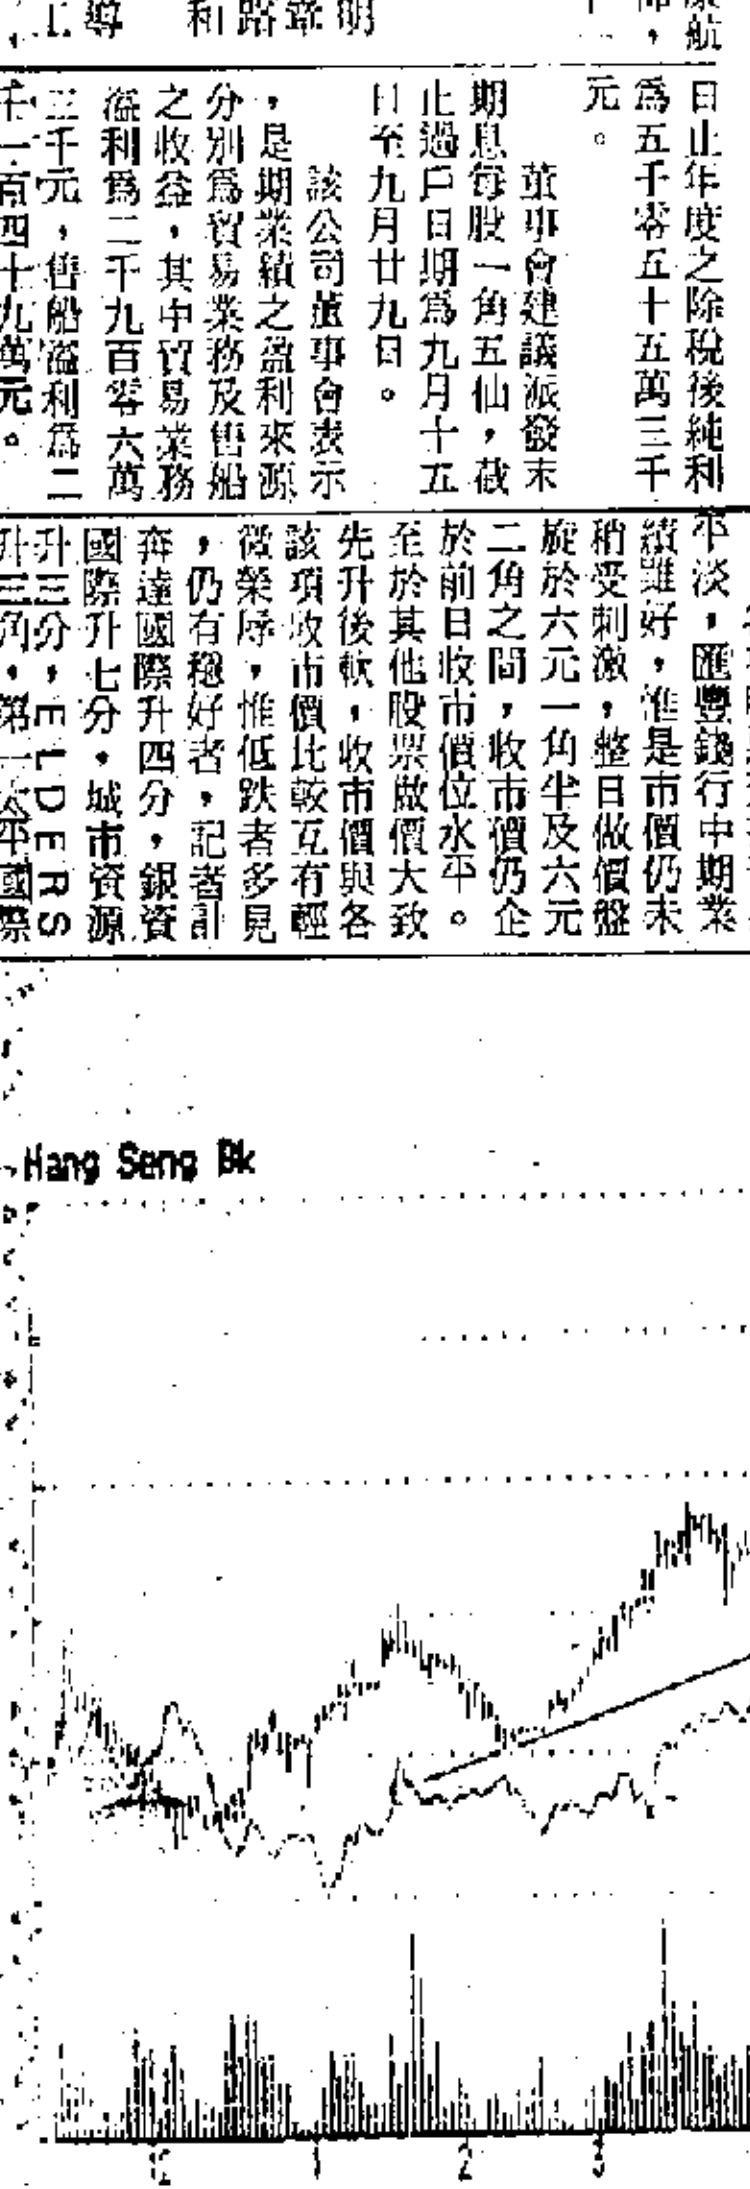 明章路和
導工
航
日止年度之除稅後純利
為五千零五十五萬三千
元。
董事會建議派發末
期息每股一角五仙，截
止過戶日期為九月十五
日至九月廿九日。
該公司董事會表示
，是期業績之盈利來源
分別為貿易業務及售船
之收益，其中貿易業務
溢利為二千九百零六萬
三千元，售船溢利為二
千一百四十九萬元。
平淡，匯豐錢行中期業
績雖好，惟是市價仍未
稍受刺激，整日做價盤
旋於六元一角半及六元
二角之間，收市價仍企
於前日收市價位水平。
至於其他股票做價大致
先升後軟，收市價與各
該項收市價比較互有輕
微榮辱，惟低跌者多見
，仍有穩好者，記者計
奔達國際升四分，銀資
國際升七分，城市資源
升三分，ELDERS
升三角，第一太平國際
Hang Seng Bk
12 1 2 3